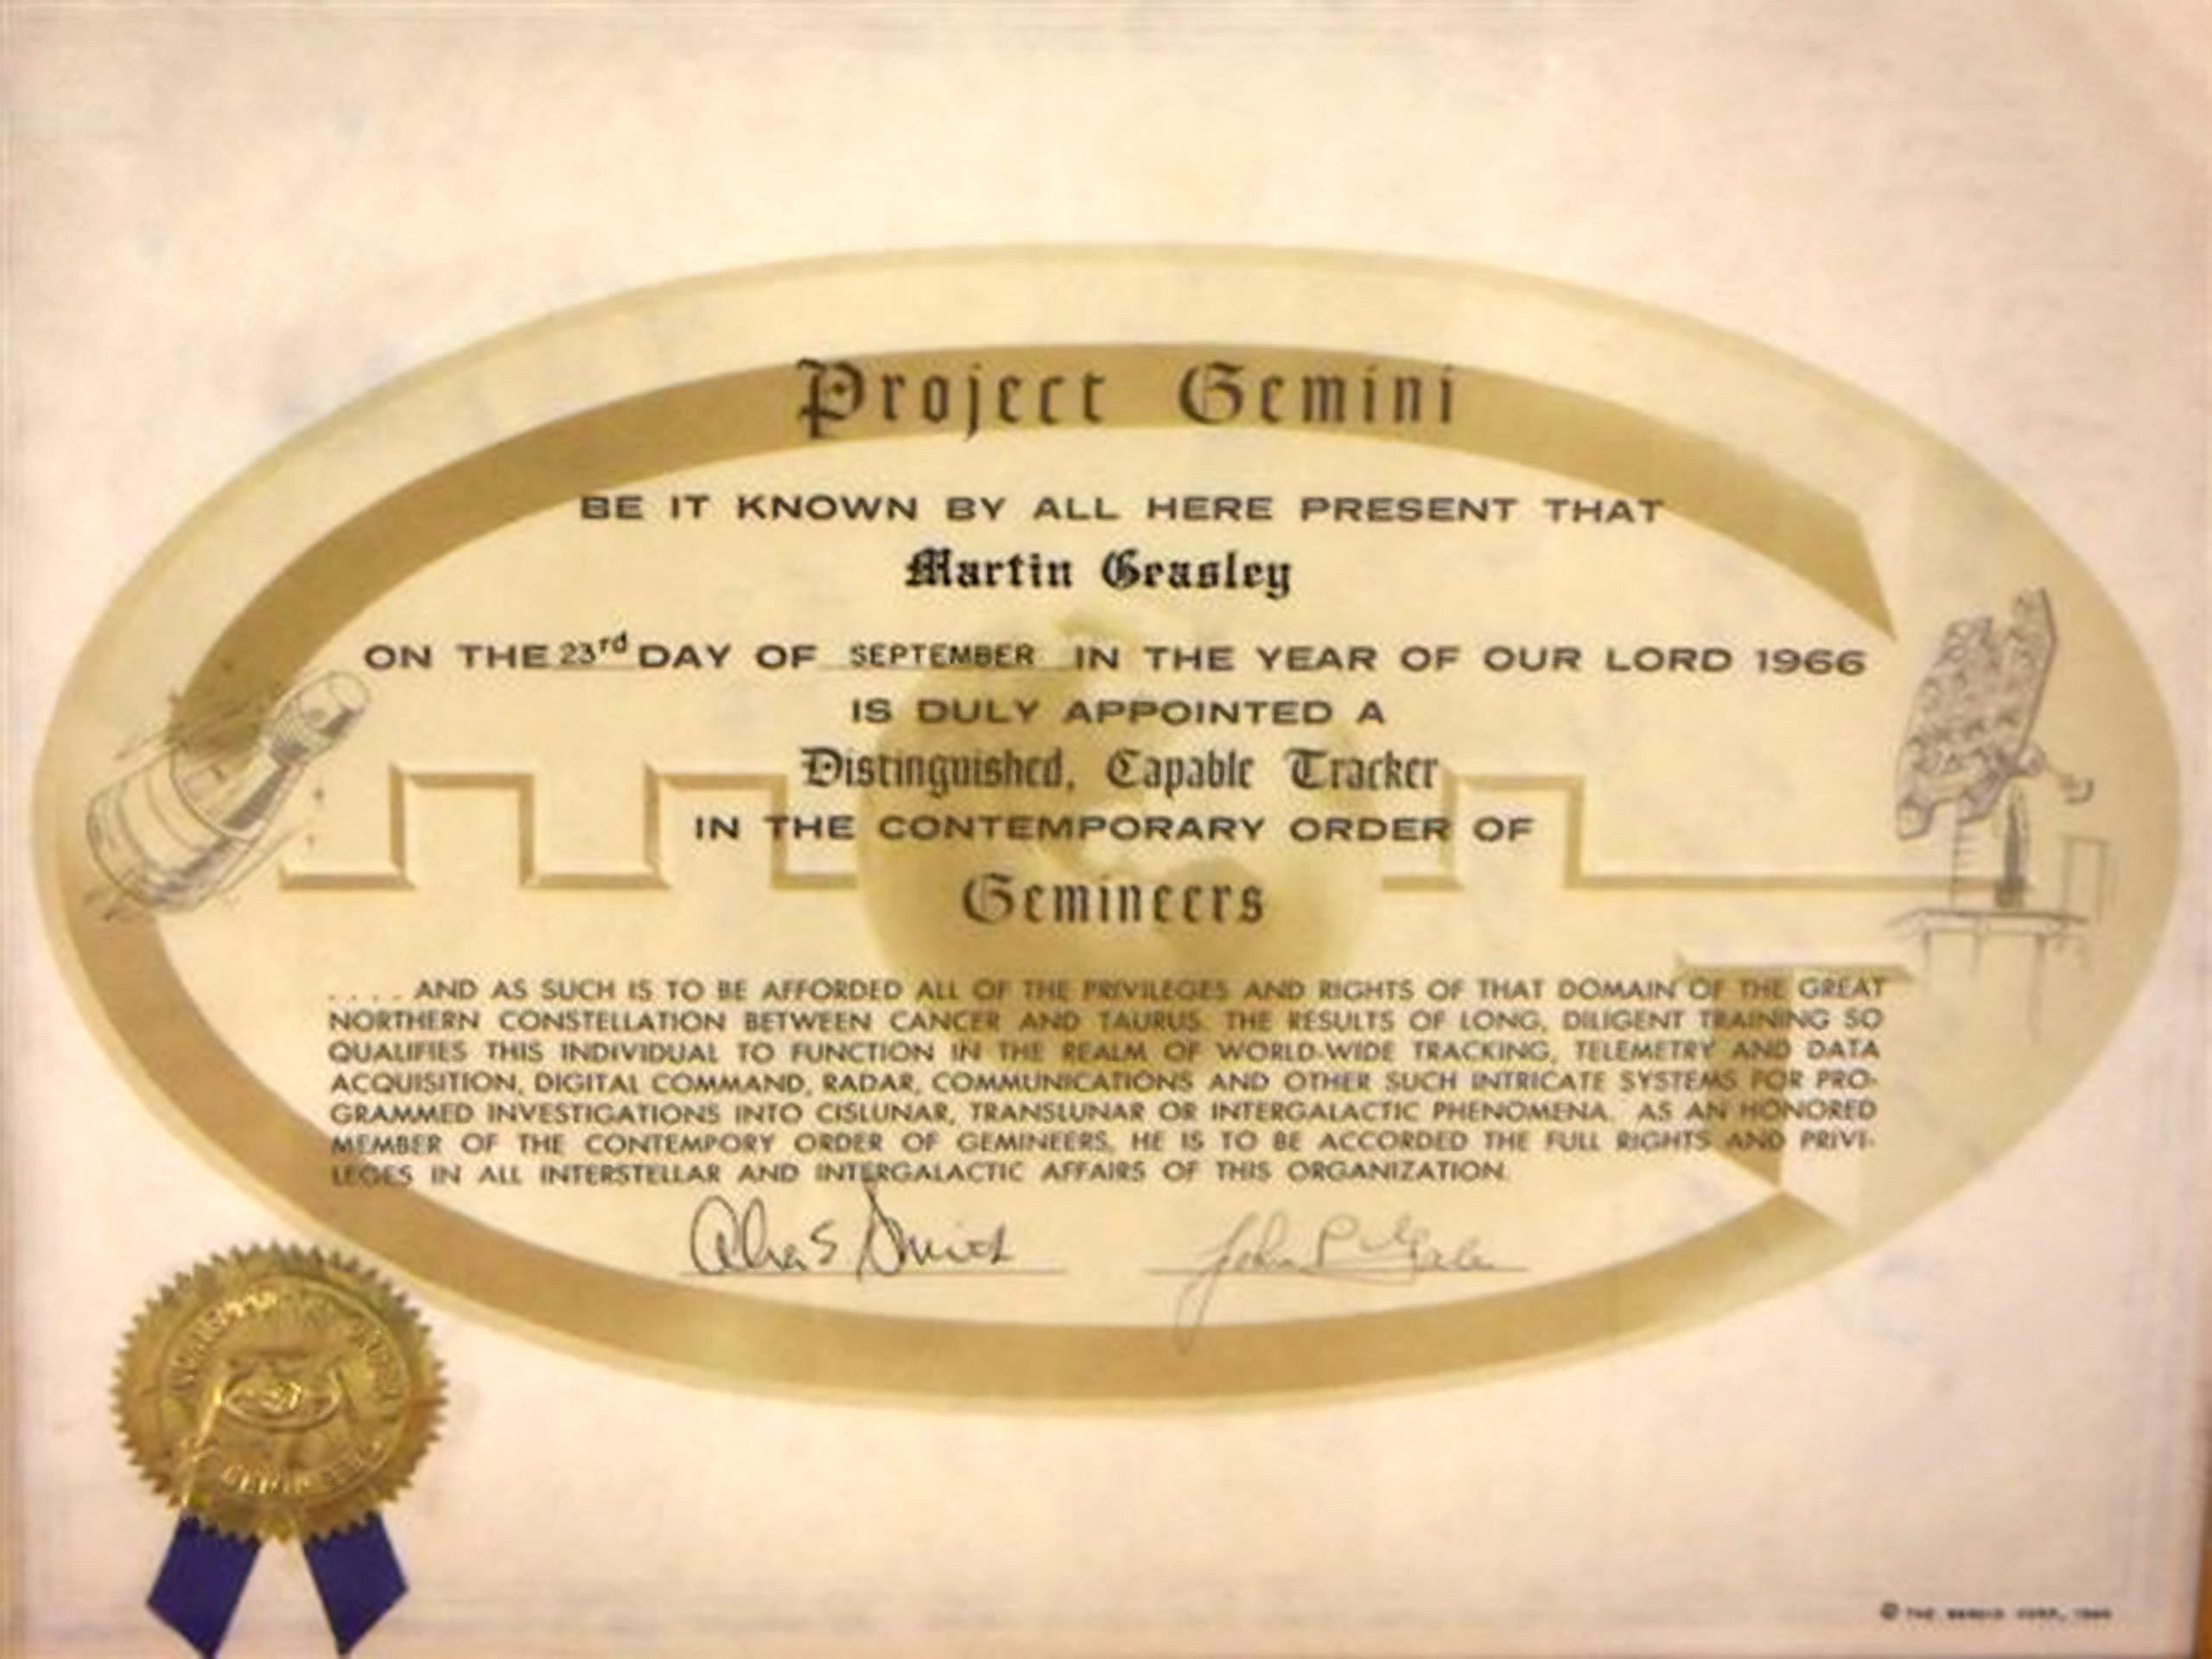 Project Gemini
BE IT KNOWN BY ALL HERE PRESENT THAT
Martin Geasley
ON THE 23rd DAY OF SEPTEMBER IN THE YEAR OF OUR LORD 1966
IS DULY APPOINTED A
Distinguished, Capable Tracker
IN THE CONTEMPORARY ORDER OF
Gemineers
.... AND AS SUCH IS TO BE AFFORDED ALL OF THE PRIVILEGES AND RIGHTS OF THAT DOMAIN OF THE GREAT
NORTHERN CONSTELLATION BETWEEN CANCER AND TAURUS. THE RESULTS OF LONG, DILIGENT TRAINING SO
QUALIFIES THIS INDIVIDUAL TO FUNCTION IN THE REALM OF WORLD-WIDE TRACKING, TELEMETRY AND DATA
ACQUISITION, DIGITAL COMMAND, RADAR, COMMUNICATIONS AND OTHER SUCH INTRICATE SYSTEMS FOR PRO-
GRAMMED INVESTIGATIONS INTO CISLUNAR, TRANSLUNAR OR INTERGALACTIC PHENOMENA. AS AN HONORED
MEMBER OF THE CONTEMPORY ORDER OF GEMINEERS, HE IS TO BE ACCORDED THE FULL RIGHTS AND PRIVI-
LEGES IN ALL INTERSTELLAR AND INTERGALACTIC AFFAIRS OF THIS ORGANIZATION.
S Smith John P
© THE